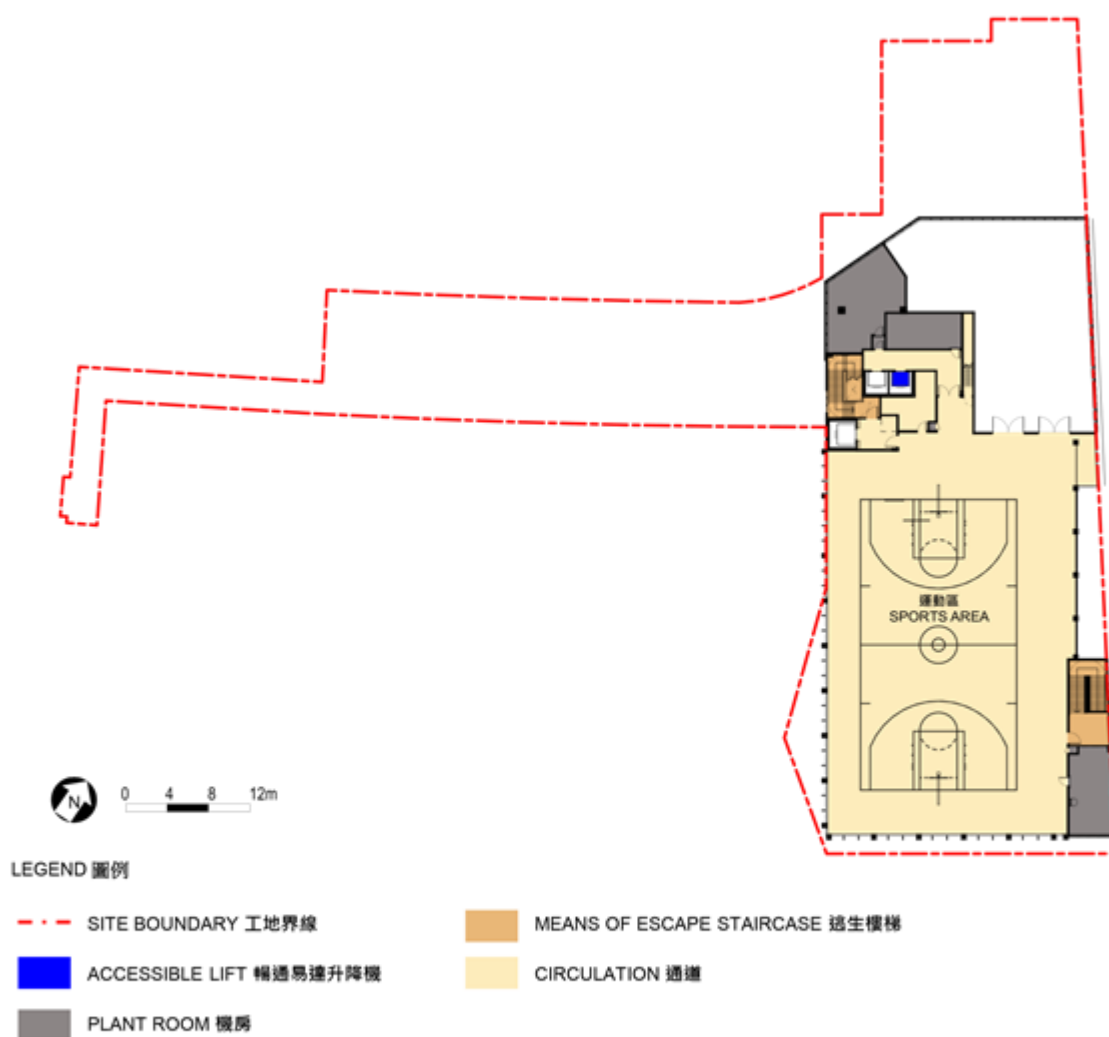 運動區
SPORTS AREA
N
0 4 8 12m
LEGEND 圖例
SITE BOUNDARY 工地界線
MEANS OF ESCAPE STAIRCASE 逃生樓梯
ACCESSIBLE LIFT 暢通易達升降機
CIRCULATION 通道
PLANT ROOM 機房